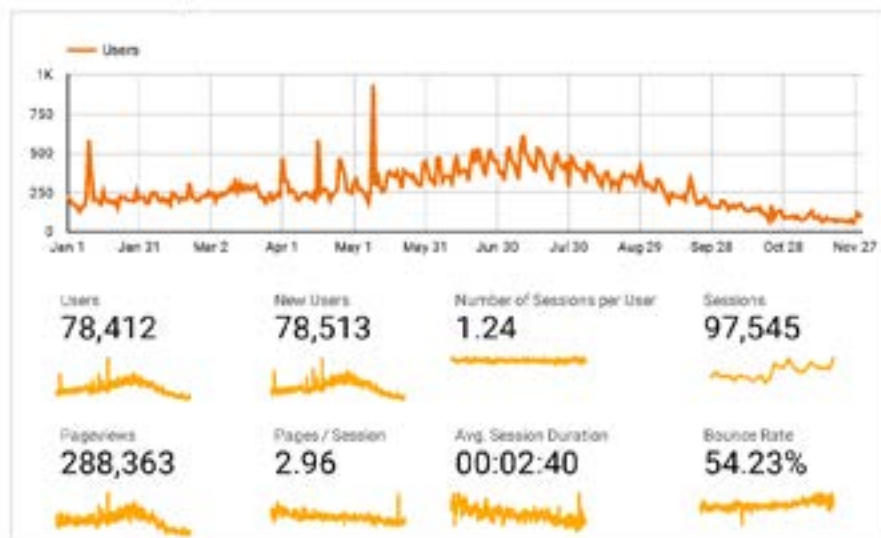 Users
1K
750
500
250
0
Jan 1 Jan 31 Mar 2 Apr 1 May 1 May 31 Jun 30 Jul 30 Aug 29 Sep 28 Oct 28 Nov 27
Users New Users Number of Sessions per User Sessions
78,412 78,513 1.24 97,545
Pageviews Pages / Session Avg. Session Duration Bounce Rate
288,363 2.96 00:02:40 54.23%